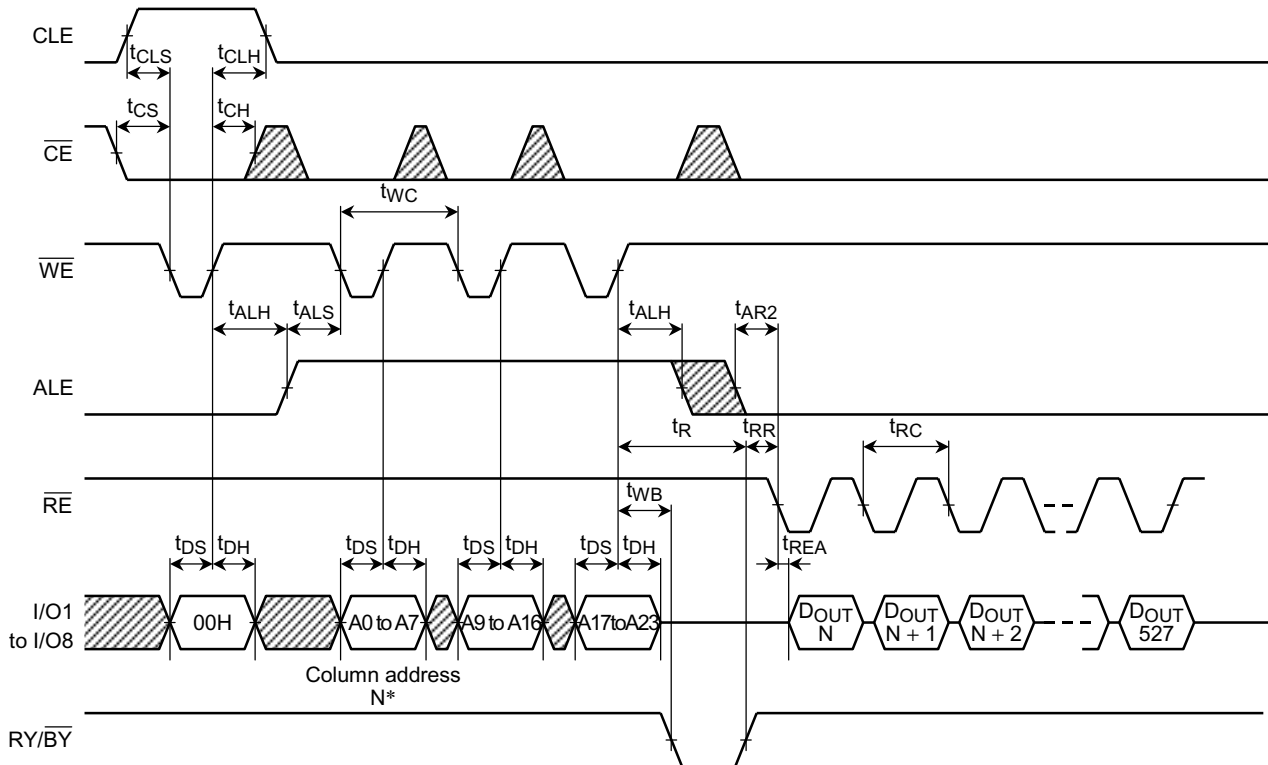 CLE
tCLS
tCLH
tCS
tCH
CE
tWC
WE
tALH
tALS
tALH
tAR2
ALE
tR
tRR
tRC
RE
tWB
tREA
tDS
tDH
tDS
tDH
tDS
tDH
tDS
tDH
I/O1
to I/O8
00H
A0 to A7
A9 to A16
A17toA23
DOUT
N
DOUT
N + 1
DOUT
N + 2
DOUT
527
Column address
N*
RY/BY